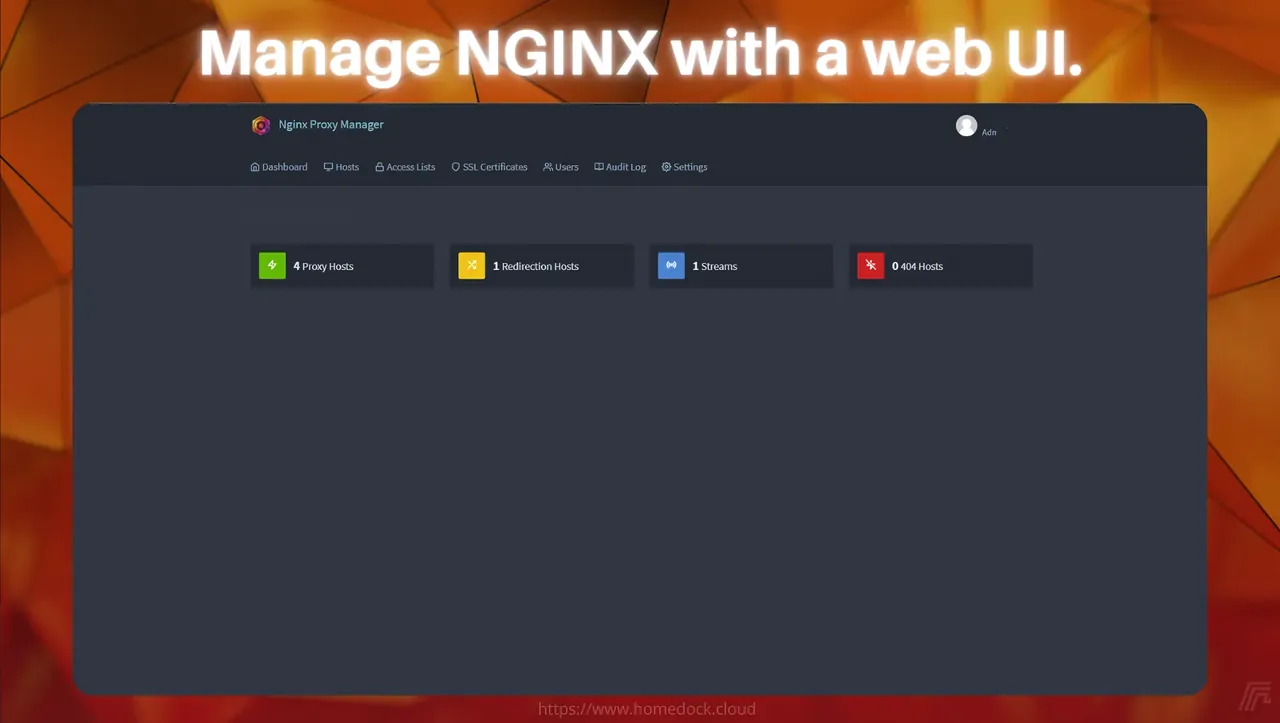 Manage NGINX with a web UI.
Nginx Proxy Manager
Adn
Dashboard Hosts Access Lists SSL Certificates Users Audit Log Settings
4 Proxy Hosts 1 Redirection Hosts 1 Streams 0 404 Hosts
https://www.homedock.cloud